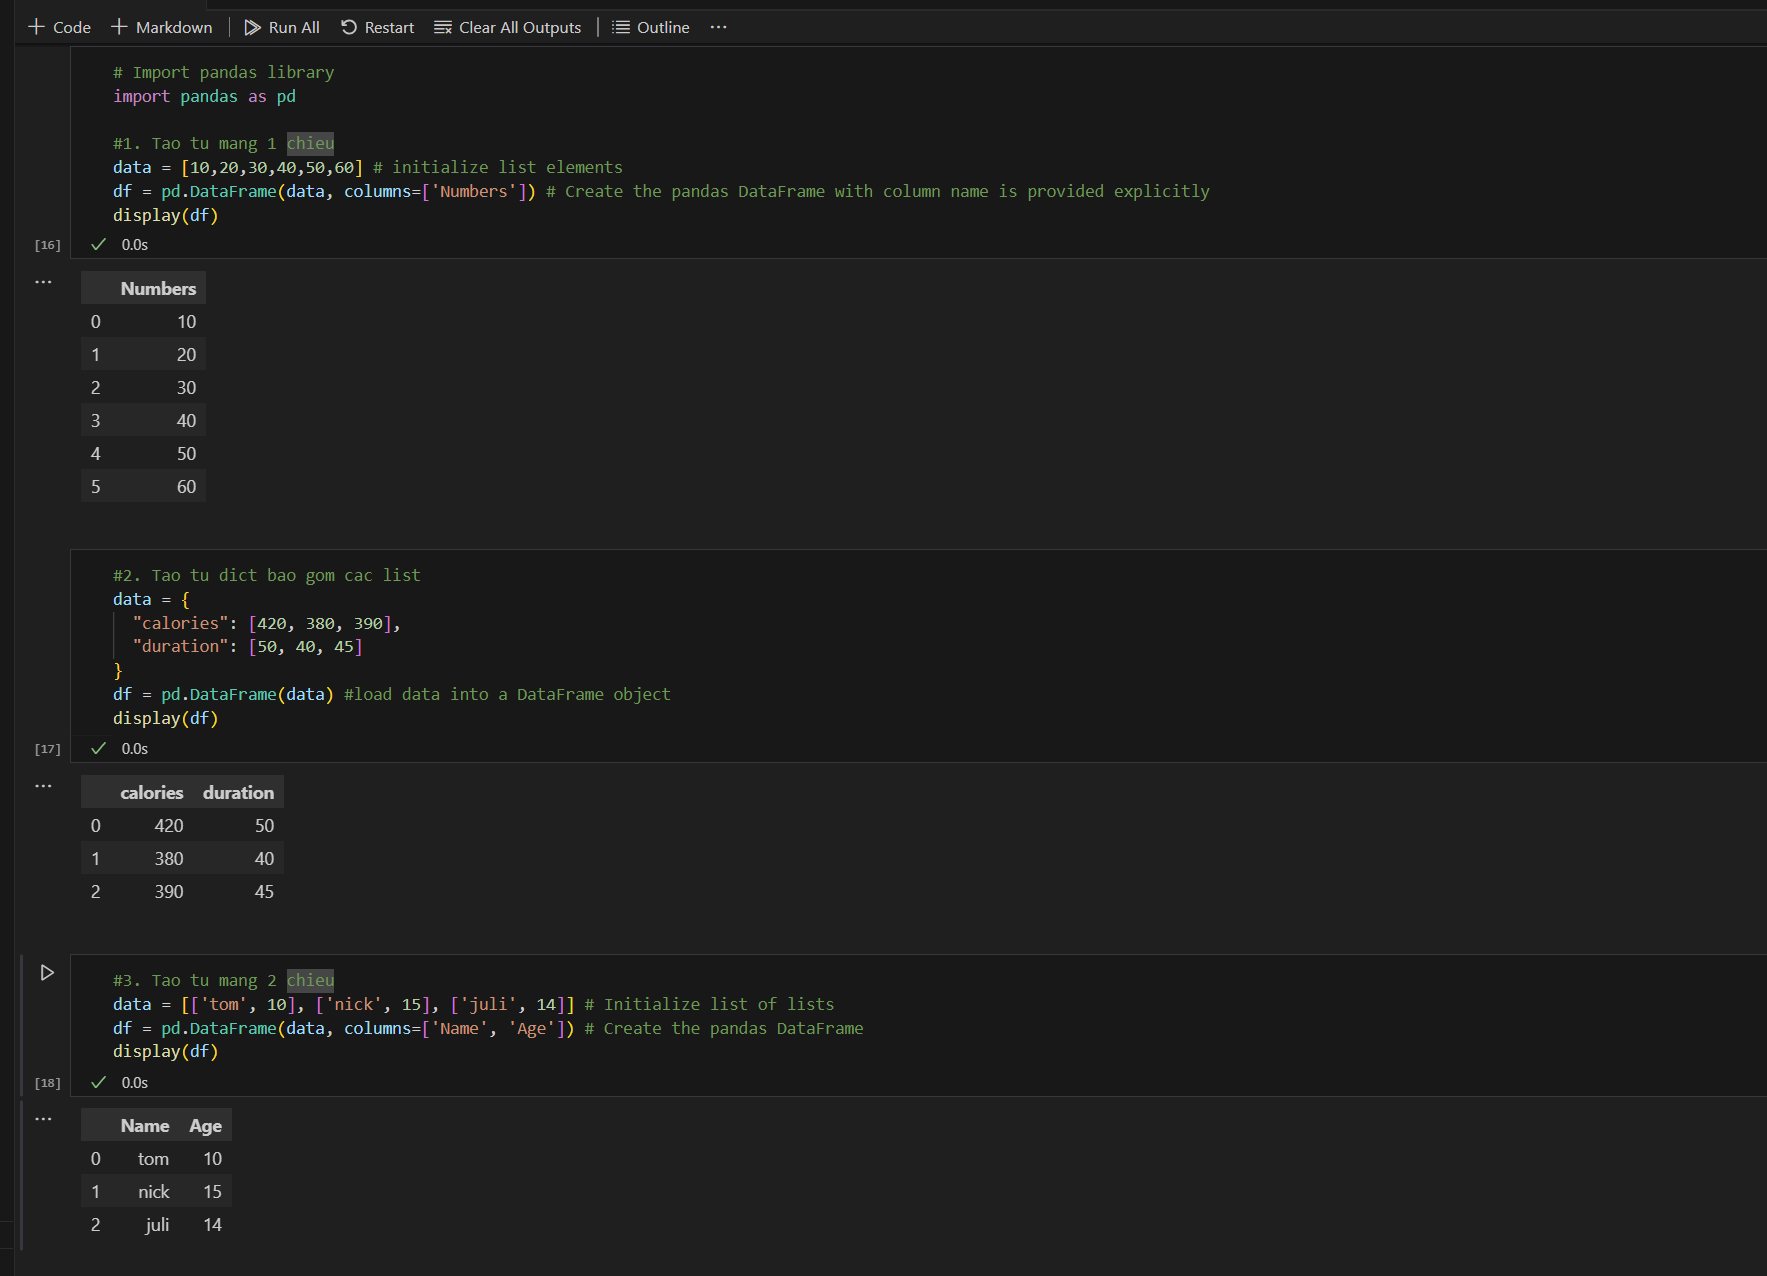 Code Markdown Run All Restart Clear All Outputs Outline ...
# Import pandas library
import pandas as pd
#1. Tao tu mang 1 chieu
data = [10,20,30,40,50,60] # initialize list elements
df = pd.DataFrame(data, columns=['Numbers']) # Create the pandas DataFrame with column name is provided explicitly
display(df)
[16] 0.0s
...
Numbers
0 10
1 20
2 30
3 40
4 50
5 60
#2. Tao tu dict bao gom cac list
data = {
"calories": [420, 380, 390],
"duration": [50, 40, 45]
}
df = pd.DataFrame(data) #load data into a DataFrame object
display(df)
[17] 0.0s
...
calories duration
0 420 50
1 380 40
2 390 45
#3. Tao tu mang 2 chieu
data = [['tom', 10], ['nick', 15], ['juli', 14]] # Initialize list of lists
df = pd.DataFrame(data, columns=['Name', 'Age']) # Create the pandas DataFrame
display(df)
[18] 0.0s
...
Name Age
0 tom 10
1 nick 15
2 juli 14